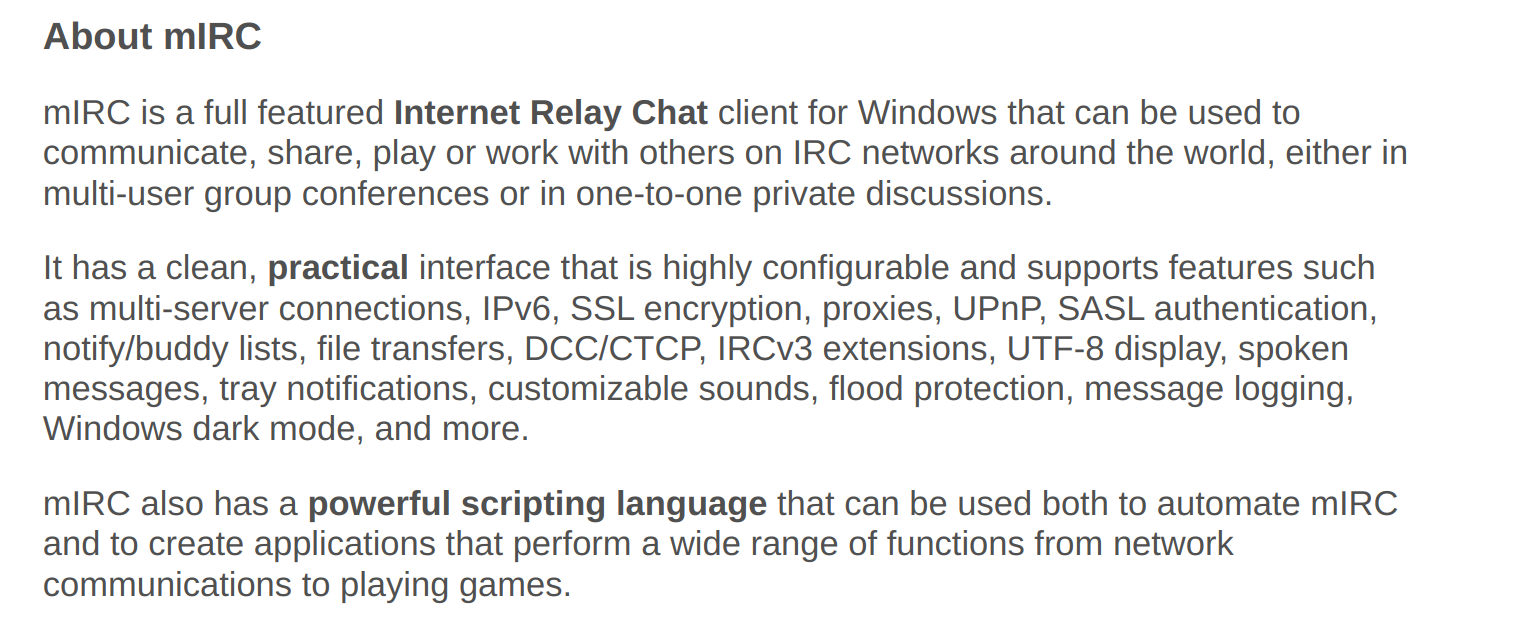 About mIRC
mIRC is a full featured Internet Relay Chat client for Windows that can be used to
communicate, share, play or work with others on IRC networks around the world, either in
multi-user group conferences or in one-to-one private discussions.
It has a clean, practical interface that is highly configurable and supports features such
as multi-server connections, IPv6, SSL encryption, proxies, UPnP, SASL authentication,
notify/buddy lists, file transfers, DCC/CTCP, IRCv3 extensions, UTF-8 display, spoken
messages, tray notifications, customizable sounds, flood protection, message logging,
Windows dark mode, and more.
mIRC also has a powerful scripting language that can be used both to automate mIRC
and to create applications that perform a wide range of functions from network
communications to playing games.